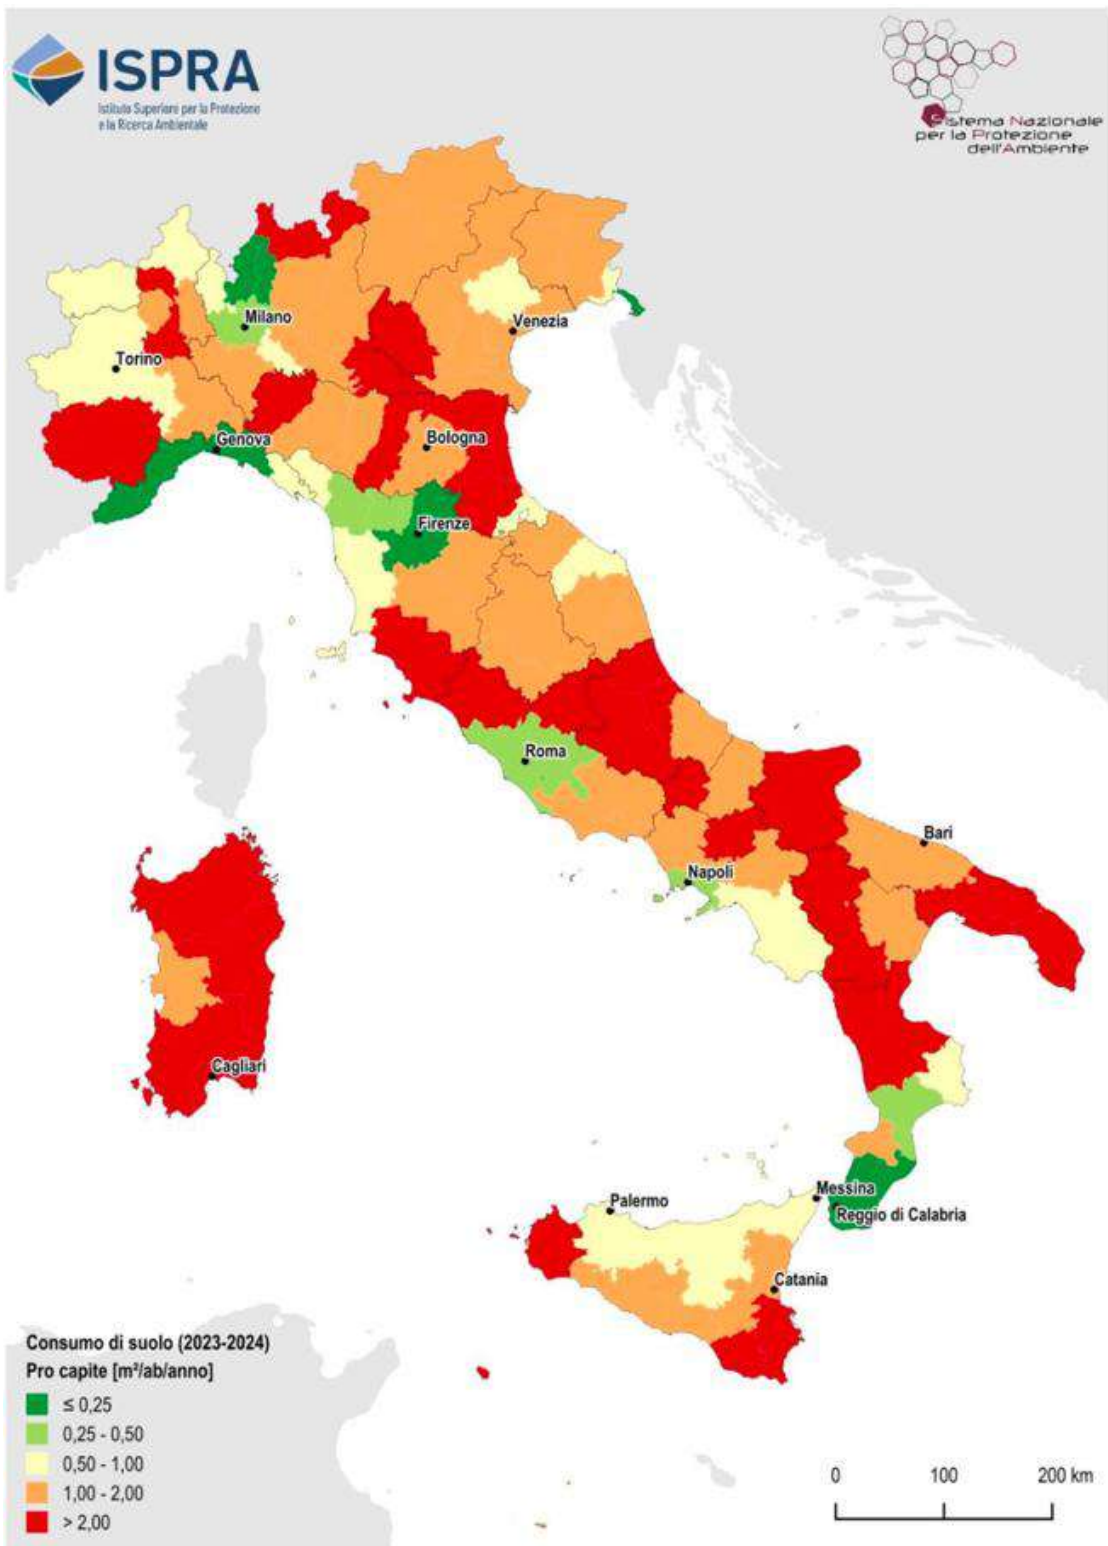 ISPRA
Istituto Superiore per la Protezione
e la Ricerca Ambientale
Sistema Nazionale
per la Protezione
dell'Ambiente
Milano
Venezia
Torino
Genova
Bologna
Firenze
Roma
Bari
Napoli
Cagliari
Messina
Palermo
Reggio di Calabria
Catania
Consumo di suolo (2023-2024)
Pro capite [m²/ab/anno]
≤ 0,25
0,25 - 0,50
0,50 - 1,00
1,00 - 2,00
> 2,00
0 100 200 km